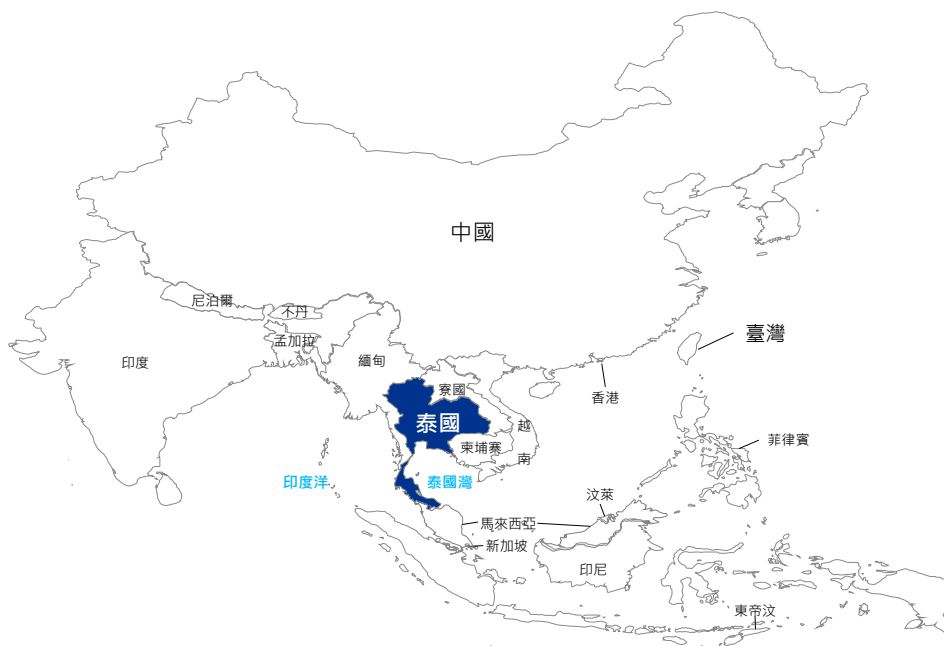 中國
尼泊爾
不丹
孟加拉
臺灣
印度
緬甸
寮國
香港
泰國
越
南
柬埔寨
菲律賓
印度洋
泰國灣
汶萊
馬來西亞
新加坡
印尼
東帝汶